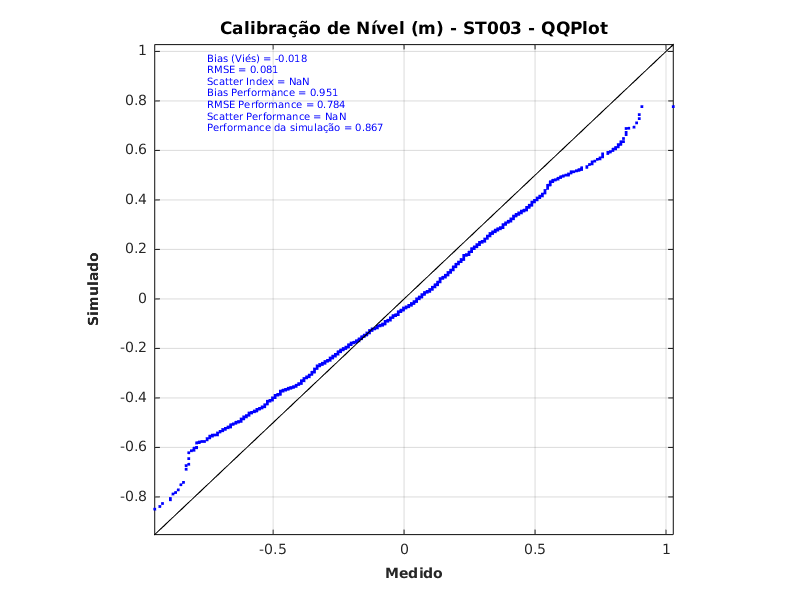 Calibração de Nível (m) - ST003 - QQPlot
Bias (Viés) = -0.018
RMSE = 0.081
Scatter Index = NaN
Bias Performance = 0.951
RMSE Performance = 0.784
Scatter Performance = NaN
Performance da simulação = 0.867
1
0.8
0.6
0.4
0.2
0
-0.2
-0.4
-0.6
-0.8
Simulado
-0.5
0
0.5
1
Medido